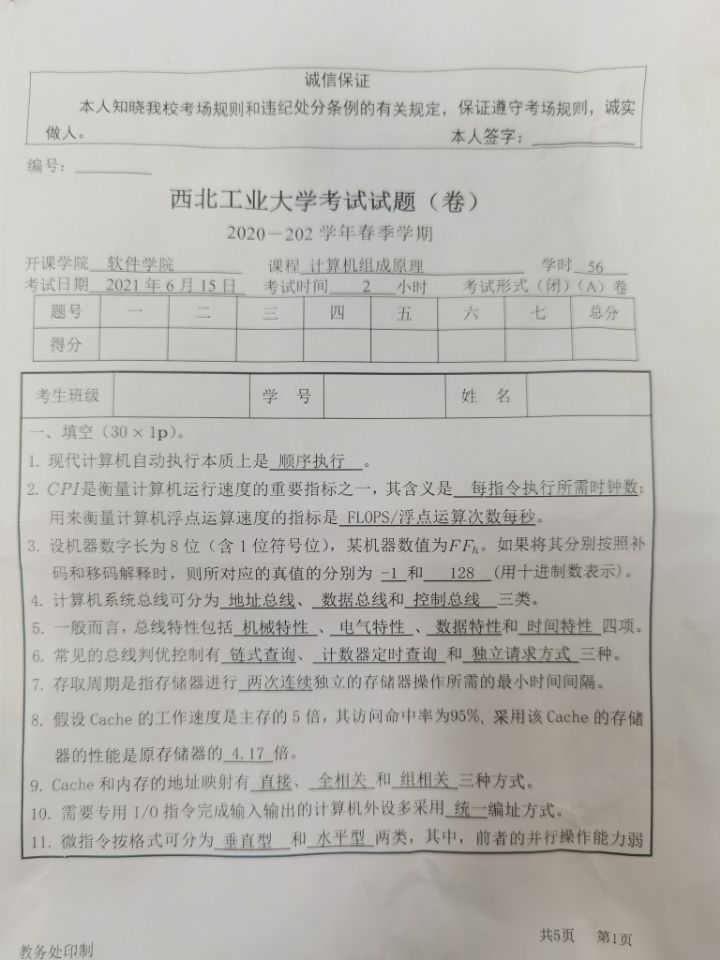 诚信保证
本人知晓我校考场规则和违纪处分条例的有关规定，保证遵守考场规则，诚实
做人。 本人签字：
编号：
西北工业大学考试试题（卷）
2020－202 学年春季学期
开课学院 软件学院 课程 计算机组成原理 学时 56
考试日期 2021 年 6 月 15 日 考试时间 2 小时 考试形式（闭）（A）卷
题号 一 二 三 四 五 六 七 总分
得分
考生班级 学 号 姓 名
一、填空（30 × 1p）。
1. 现代计算机自动执行本质上是 顺序执行 。
2. CPI是衡量计算机运行速度的重要指标之一，其含义是 每指令执行所需时钟数；
用来衡量计算机浮点运算速度的指标是 FLOPS/浮点运算次数每秒。
3. 设机器数字长为 8 位（含 1 位符号位），某机器数值为FFh。如果将其分别按照补
码和移码解释时，则所对应的真值的分别为 -1 和 128 (用十进制数表示)。
4. 计算机系统总线可分为 地址总线、 数据总线和 控制总线 三类。
5. 一般而言，总线特性包括 机械特性 、 电气特性 、 数据特性和 时间特性 四项。
6. 常见的总线判优控制有 链式查询、 计数器定时查询 和 独立请求方式 三种。
7. 存取周期是指存储器进行 两次连续独立的存储器操作所需的最小时间间隔。
8. 假设 Cache 的工作速度是主存的 5 倍，其访问命中率为95%，采用该 Cache 的存储
器的性能是原存储器的 4.17 倍。
9. Cache 和内存的地址映射有 直接、 全相关 和 组相关 三种方式。
10. 需要专用 I/O 指令完成输入输出的计算机外设多采用 统一编址方式。
11. 微指令按格式可分为 垂直型 和 水平型 两类，其中，前者的并行操作能力弱
共5页 第1页
教务处印制